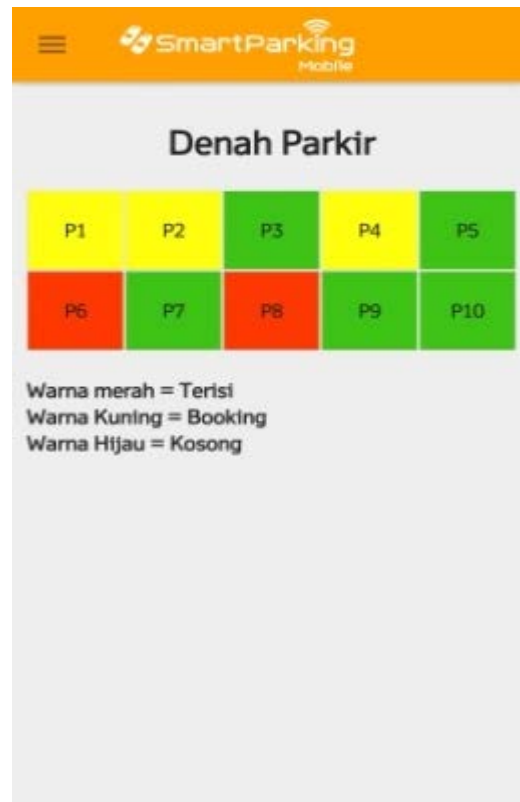 SmartParking
Mobile
Denah Parkir
P1 P2 P3 P4 P5
P6 P7 P8 P9 P10
Warna merah = Terisi
Warna Kuning = Booking
Warna Hijau = Kosong